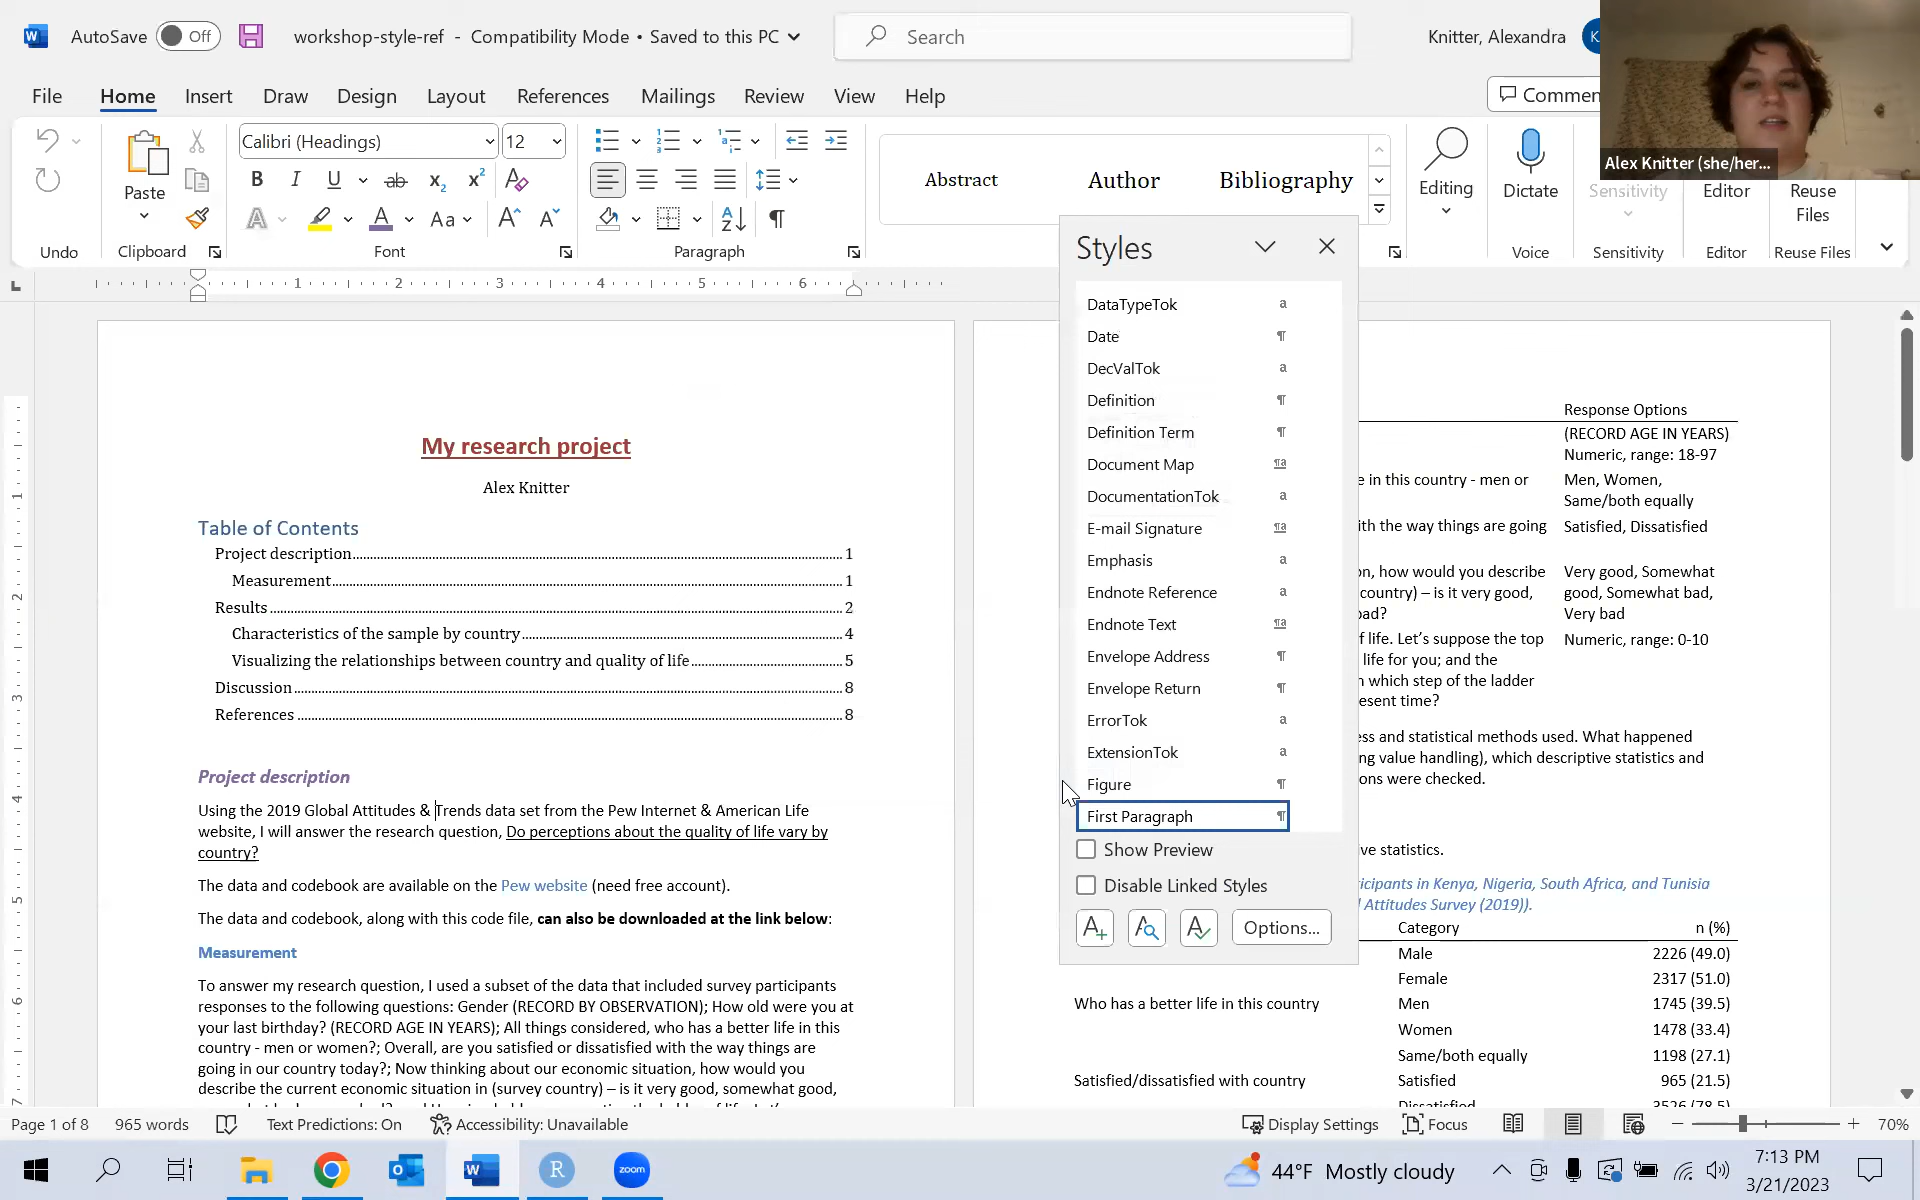 AutoSave Off workshop-style-ref - Compatibility Mode • Saved to this PC Search Knitter, Alexandra
File Home Insert Draw Design Layout References Mailings Review View Help Commen
Alex Knitter (she/her...
Calibri (Headings) 12
Paste
Abstract Author Bibliography
Editing Dictate Sensitivity Editor Reuse
Files
Undo Clipboard Font Paragraph Voice Sensitivity Editor Reuse Files
1 2 3 4 5 6
Styles
DataTypeTok a
Date ¶
DecValTok a
Definition ¶
Definition Term ¶
Document Map ¶a
DocumentationTok a
E-mail Signature ¶a
Emphasis a
Endnote Reference a
Endnote Text ¶a
Envelope Address ¶
Envelope Return ¶
ErrorTok a
ExtensionTok a
Figure ¶
First Paragraph ¶
Show Preview
Disable Linked Styles
Options...
My research project
Alex Knitter
Table of Contents
Project description 1
Measurement 1
Results 2
Characteristics of the sample by country 4
Visualizing the relationships between country and quality of life 5
Discussion 8
References 8
Project description
Using the 2019 Global Attitudes & Trends data set from the Pew Internet & American Life
website, I will answer the research question, Do perceptions about the quality of life vary by
country?
The data and codebook are available on the Pew website (need free account).
The data and codebook, along with this code file, can also be downloaded at the link below:
Measurement
To answer my research question, I used a subset of the data that included survey participants
responses to the following questions: Gender (RECORD BY OBSERVATION); How old were you at
your last birthday? (RECORD AGE IN YEARS); All things considered, who has a better life in this
country - men or women?; Overall, are you satisfied or dissatisfied with the way things are
going in our country today?; Now thinking about our economic situation, how would you
describe the current economic situation in (survey country) – is it very good, somewhat good,
Response Options
(RECORD AGE IN YEARS)
Numeric, range: 18-97
e in this country - men or Men, Women,
Same/both equally
ith the way things are going Satisfied, Dissatisfied
on, how would you describe Very good, Somewhat
country) – is it very good, good, Somewhat bad,
bad? Very bad
f life. Let's suppose the top Numeric, range: 0-10
life for you; and the
n which step of the ladder
esent time?
ess and statistical methods used. What happened
ng value handling), which descriptive statistics and
ons were checked.
ve statistics.
icipants in Kenya, Nigeria, South Africa, and Tunisia
l Attitudes Survey (2019)).
Category n (%)
Male 2226 (49.0)
Female 2317 (51.0)
Who has a better life in this country Men 1745 (39.5)
Women 1478 (33.4)
Same/both equally 1198 (27.1)
Satisfied/dissatisfied with country Satisfied 965 (21.5)
Dissatisfied 3526 (78.5)
Page 1 of 8 965 words Text Predictions: On Accessibility: Unavailable Display Settings Focus 70%
44°F Mostly cloudy
7:13 PM
3/21/2023
zoom